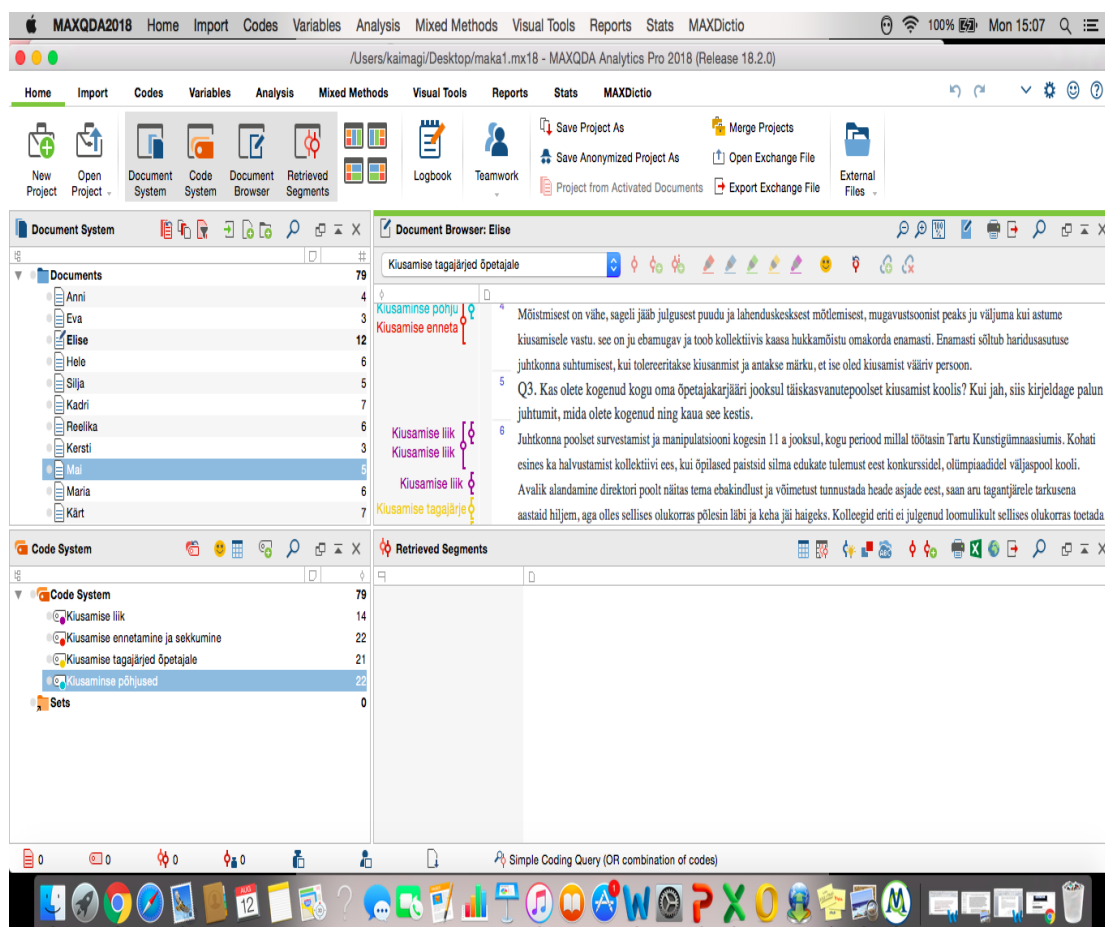 MAXQDA2018 Home Import Codes Variables Analysis Mixed Methods Visual Tools Reports Stats MAXDictio 100% Mon 15:07
/Users/kaimagi/Desktop/maka1.mx18 - MAXQDA Analytics Pro 2018 (Release 18.2.0)
Home Import Codes Variables Analysis Mixed Methods Visual Tools Reports Stats MAXDictio
New Project
Open Project
Document System
Code System
Document Browser
Retrieved Segments
Logbook
Teamwork
Save Project As
Save Anonymized Project As
Project from Activated Documents
Merge Projects
Open Exchange File
Export Exchange File
External Files
Document System
#
Documents 79
Anni 4
Eva 3
Elise 12
Hele 6
Silja 5
Kadri 7
Reelika 6
Kersti 3
Mai 5
Maria 6
Kärt 7
Document Browser: Elise
Kiusamise tagajärjed õpetajale
Kiusaminse põhju
Kiusamise enneta
Kiusamise liik
Kiusamise liik
Kiusamise liik
Kiusamise tagajärje
4 Mõistmisest on vähe, sageli jääb julgusest puudu ja lahenduskesksest mõtlemisest, mugavustsoonist peaks ju väljuma kui astume
kiusamisele vastu. see on ju ebamugav ja toob kollektiivis kaasa hukkamõistu omakorda enamasti. Enamasti sõltub haridusasutuse
juhtkonna suhtumisest, kui tolereeritakse kiusanmist ja antakse märku, et ise oled kiusamist vääriv persoon.
5 Q3. Kas olete kogenud kogu oma õpetajakarjääri jooksul täiskasvanutepoolset kiusamist koolis? Kui jah, siis kirjeldage palun
juhtumit, mida olete kogenud ning kaua see kestis.
6 Juhtkonna poolset survestamist ja manipulatsiooni kogesin 11 a jooksul, kogu periood millal töötasin Tartu Kunstigümnaasiumis. Kohati
esines ka halvustamist kollektiivi ees, kui õpilased paistsid silma edukate tulemust eest konkurssidel, olümpiaadidel väljaspool kooli.
Avalik alandamine direktori poolt näitas tema ebakindlust ja võimetust tunnustada heade asjade eest, saan aru tagantjärele tarkusena
aastaid hiljem, aga olles sellises olukorras põlesin läbi ja keha jäi haigeks. Kolleegid eriti ei julgenud loomulikult sellises olukorras toetada
Code System
Code System 79
Kiusamise liik 14
Kiusamise ennetamine ja sekkumine 22
Kiusamise tagajärjed õpetajale 21
Kiusaminse põhjused 22
Sets 0
Retrieved Segments
0 0 0 0 Simple Coding Query (OR combination of codes)
AUG
12